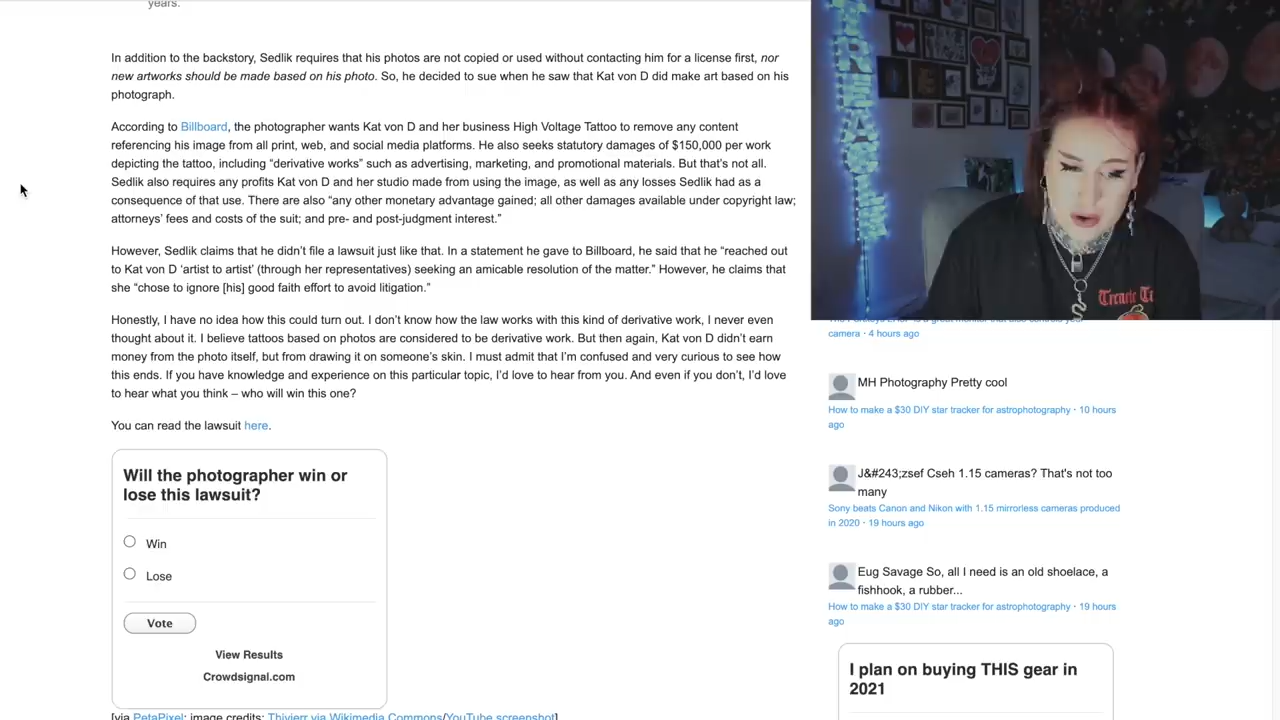 years.
In addition to the backstory, Sedlik requires that his photos are not copied or used without contacting him for a license first, nor
new artworks should be made based on his photo. So, he decided to sue when he saw that Kat von D did make art based on his
photograph.
According to Billboard, the photographer wants Kat von D and her business High Voltage Tattoo to remove any content
referencing his image from all print, web, and social media platforms. He also seeks statutory damages of $150,000 per work
depicting the tattoo, including “derivative works” such as advertising, marketing, and promotional materials. But that’s not all.
Sedlik also requires any profits Kat von D and her studio made from using the image, as well as any losses Sedlik had as a
consequence of that use. There are also “any other monetary advantage gained; all other damages available under copyright law;
attorneys’ fees and costs of the suit; and pre- and post-judgment interest.”
However, Sedlik claims that he didn’t file a lawsuit just like that. In a statement he gave to Billboard, he said that he “reached out
to Kat von D ‘artist to artist’ (through her representatives) seeking an amicable resolution of the matter.” However, he claims that
she “chose to ignore [his] good faith effort to avoid litigation.”
Honestly, I have no idea how this could turn out. I don’t know how the law works with this kind of derivative work, I never even
thought about it. I believe tattoos based on photos are considered to be derivative work. But then again, Kat von D didn’t earn
money from the photo itself, but from drawing it on someone’s skin. I must admit that I’m confused and very curious to see how
this ends. If you have knowledge and experience on this particular topic, I’d love to hear from you. And even if you don’t, I’d love
to hear what you think – who will win this one?
You can read the lawsuit here.
Will the photographer win or
lose this lawsuit?
Win
Lose
Vote
View Results
Crowdsignal.com
[via PetaPixel; image credits: Thivierr via Wikimedia Commons/YouTube screenshot]
camera · 4 hours ago
MH Photography Pretty cool
How to make a $30 DIY star tracker for astrophotography · 10 hours
ago
J&#243;zsef Cseh 1.15 cameras? That's not too
many
Sony beats Canon and Nikon with 1.15 mirrorless cameras produced
in 2020 · 19 hours ago
Eug Savage So, all I need is an old shoelace, a
fishhook, a rubber...
How to make a $30 DIY star tracker for astrophotography · 19 hours
ago
I plan on buying THIS gear in
2021